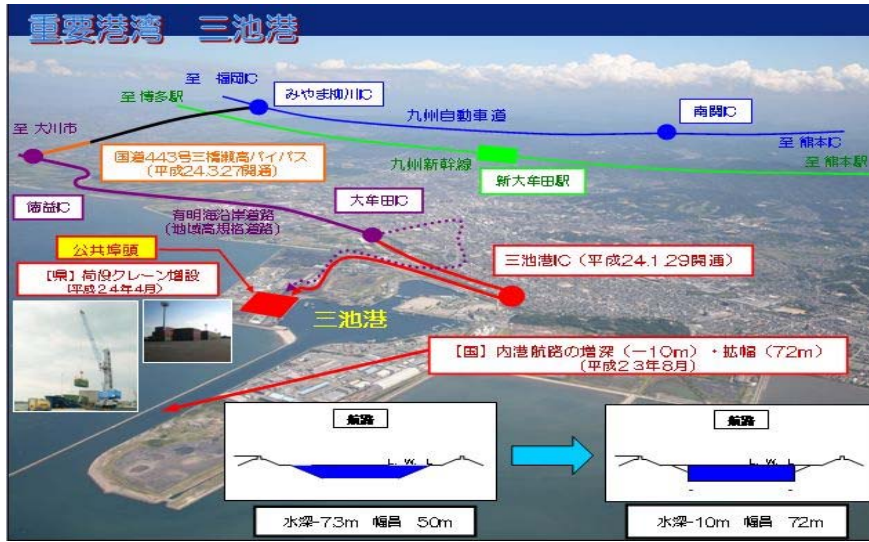 重要港湾　三池港
至　福岡IC
みやま柳川IC
至 博多駅
九州自動車道
南関IC
至 大川市
至 熊本IC
国道443号三橋瀬高バイパス
(平成24.3.27開通)
九州新幹線
至 熊本駅
新大牟田駅
徳益IC
大牟田IC
有明海沿岸道路
(地域高規格道路)
公共埠頭
三池港IC（平成24.1.29開通）
【県】荷役クレーン増設
(平成24年4月)
三池港
【国】内港航路の増深（－10m）・拡幅（72m）
(平成23年8月)
航路
航路
L. W. L
L. W. L
水深-7.3m　幅員　50m
水深-10m　幅員　72m